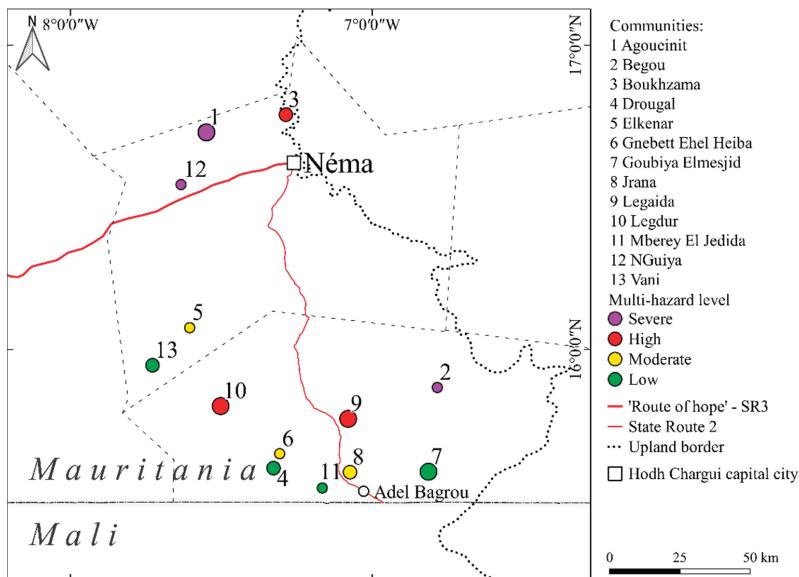 8°0'0"W
7°0'0"W
N
17°0'0"N
3
1
Néma
12
5
13
16°0'0"N
2
10
9
6
4
11
8
7
Mauritania
Adel Bagrou
Mali
Communities:
1 Agoueinit
2 Begou
3 Boukhzama
4 Drougal
5 Elkenar
6 Gnebett Ehel Heiba
7 Goubiya Elmesjid
8 Jrana
9 Legaida
10 Legdur
11 Mberey El Jedida
12 NGuiya
13 Vani
Multi-hazard level
Severe
High
Moderate
Low
'Route of hope' - SR3
State Route 2
Upland border
Hodh Chargui capital city
0 25 50 km